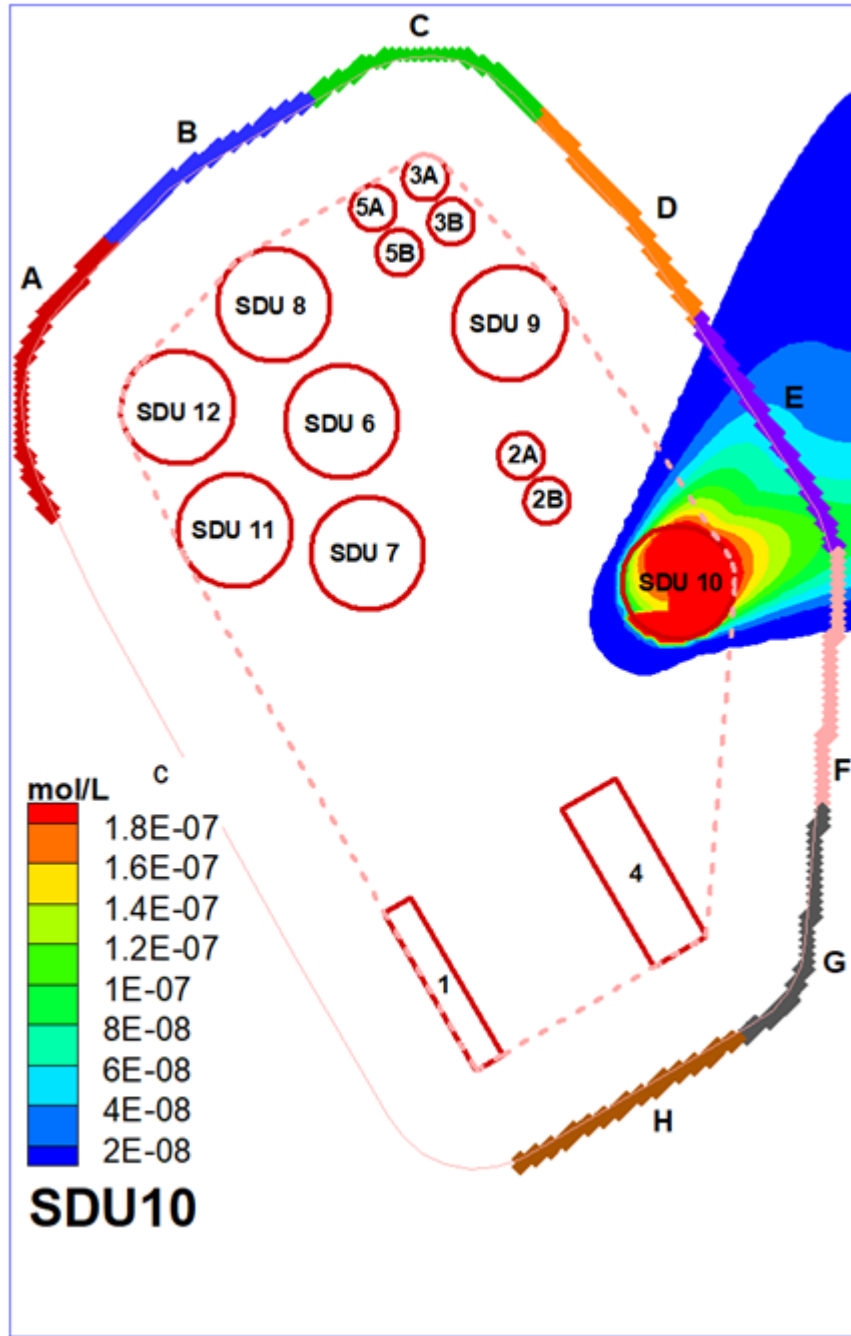 C
B
D
A
3A
5A
3B
5B
SDU 8
SDU 9
SDU 12
SDU 6
E
2A
2B
SDU 11
SDU 7
SDU 10
C
mol/L
1.8E-07
1.6E-07
1.4E-07
1.2E-07
1E-07
8E-08
6E-08
4E-08
2E-08
F
4
G
1
H
SDU10